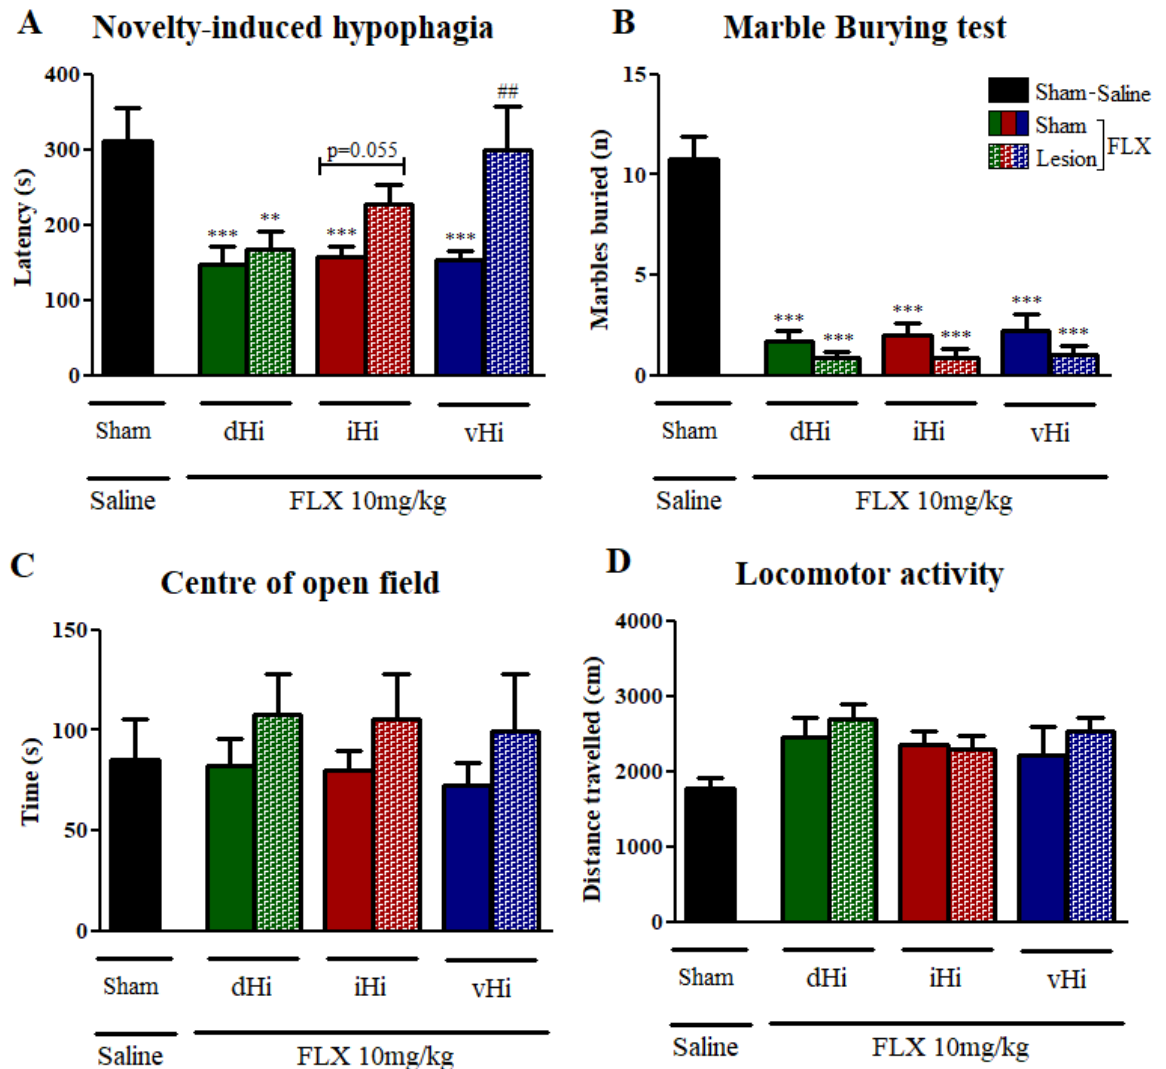 A
Novelty-induced hypophagia
Latency (s)
400
300
200
100
0
***
**
***
p=0.055
***
##
Sham
dHi
iHi
vHi
Saline
FLX 10mg/kg
B
Marble Burying test
Marbles buried (n)
15
10
5
0
Sham-Saline
Sham
Lesion
FLX
***
***
***
***
***
***
Sham
dHi
iHi
vHi
Saline
FLX 10mg/kg
C
Centre of open field
Time (s)
150
100
50
0
Sham
dHi
iHi
vHi
Saline
FLX 10mg/kg
D
Locomotor activity
Distance travelled (cm)
4000
3000
2000
1000
0
Sham
dHi
iHi
vHi
Saline
FLX 10mg/kg